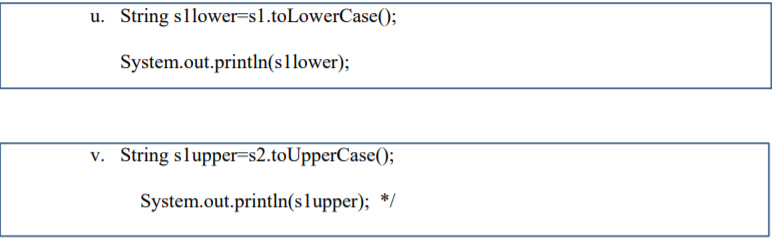 u. String s1lower=s1.toLowerCase();
System.out.println(s1lower);
v. String s1upper=s2.toUpperCase();
System.out.println(s1upper); */